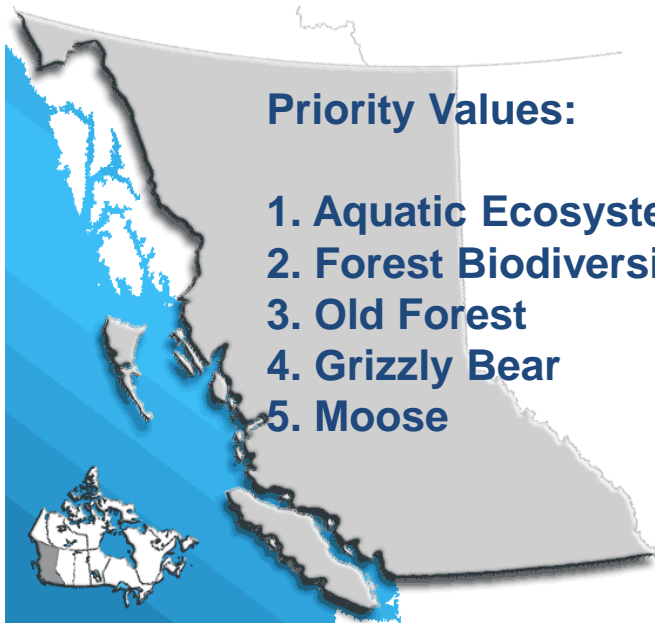 Priority Values:
1. Aquatic Ecosyste
2. Forest Biodiversi
3. Old Forest
4. Grizzly Bear
5. Moose